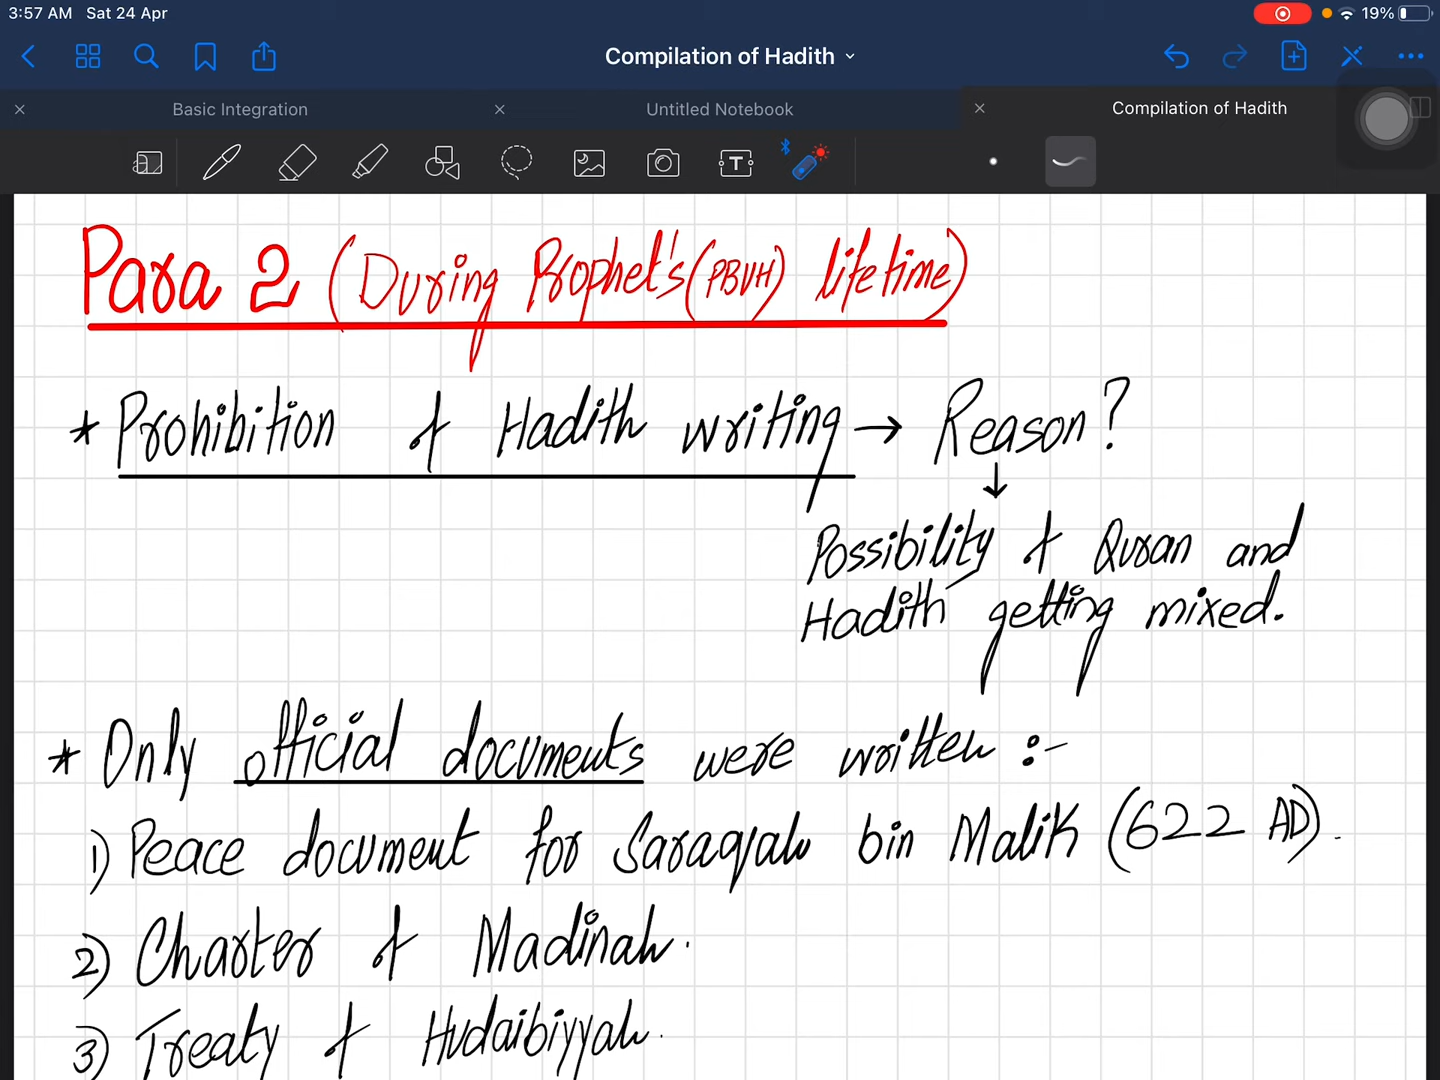 3:57 AM Sat 24 Apr 19%
Compilation of Hadith
Basic Integration Untitled Notebook Compilation of Hadith
Para 2 (During Prophet's (PBUH) lifetime)
* Prohibition of Hadith writing → Reason?
↓
Possibility of Quran and
Hadith getting mixed.
* Only official documents were written :-
1) Peace document for Saraqah bin Malik (622 AD).
2) Charter of Madinah.
3) Treaty of Hudaibiyyah.